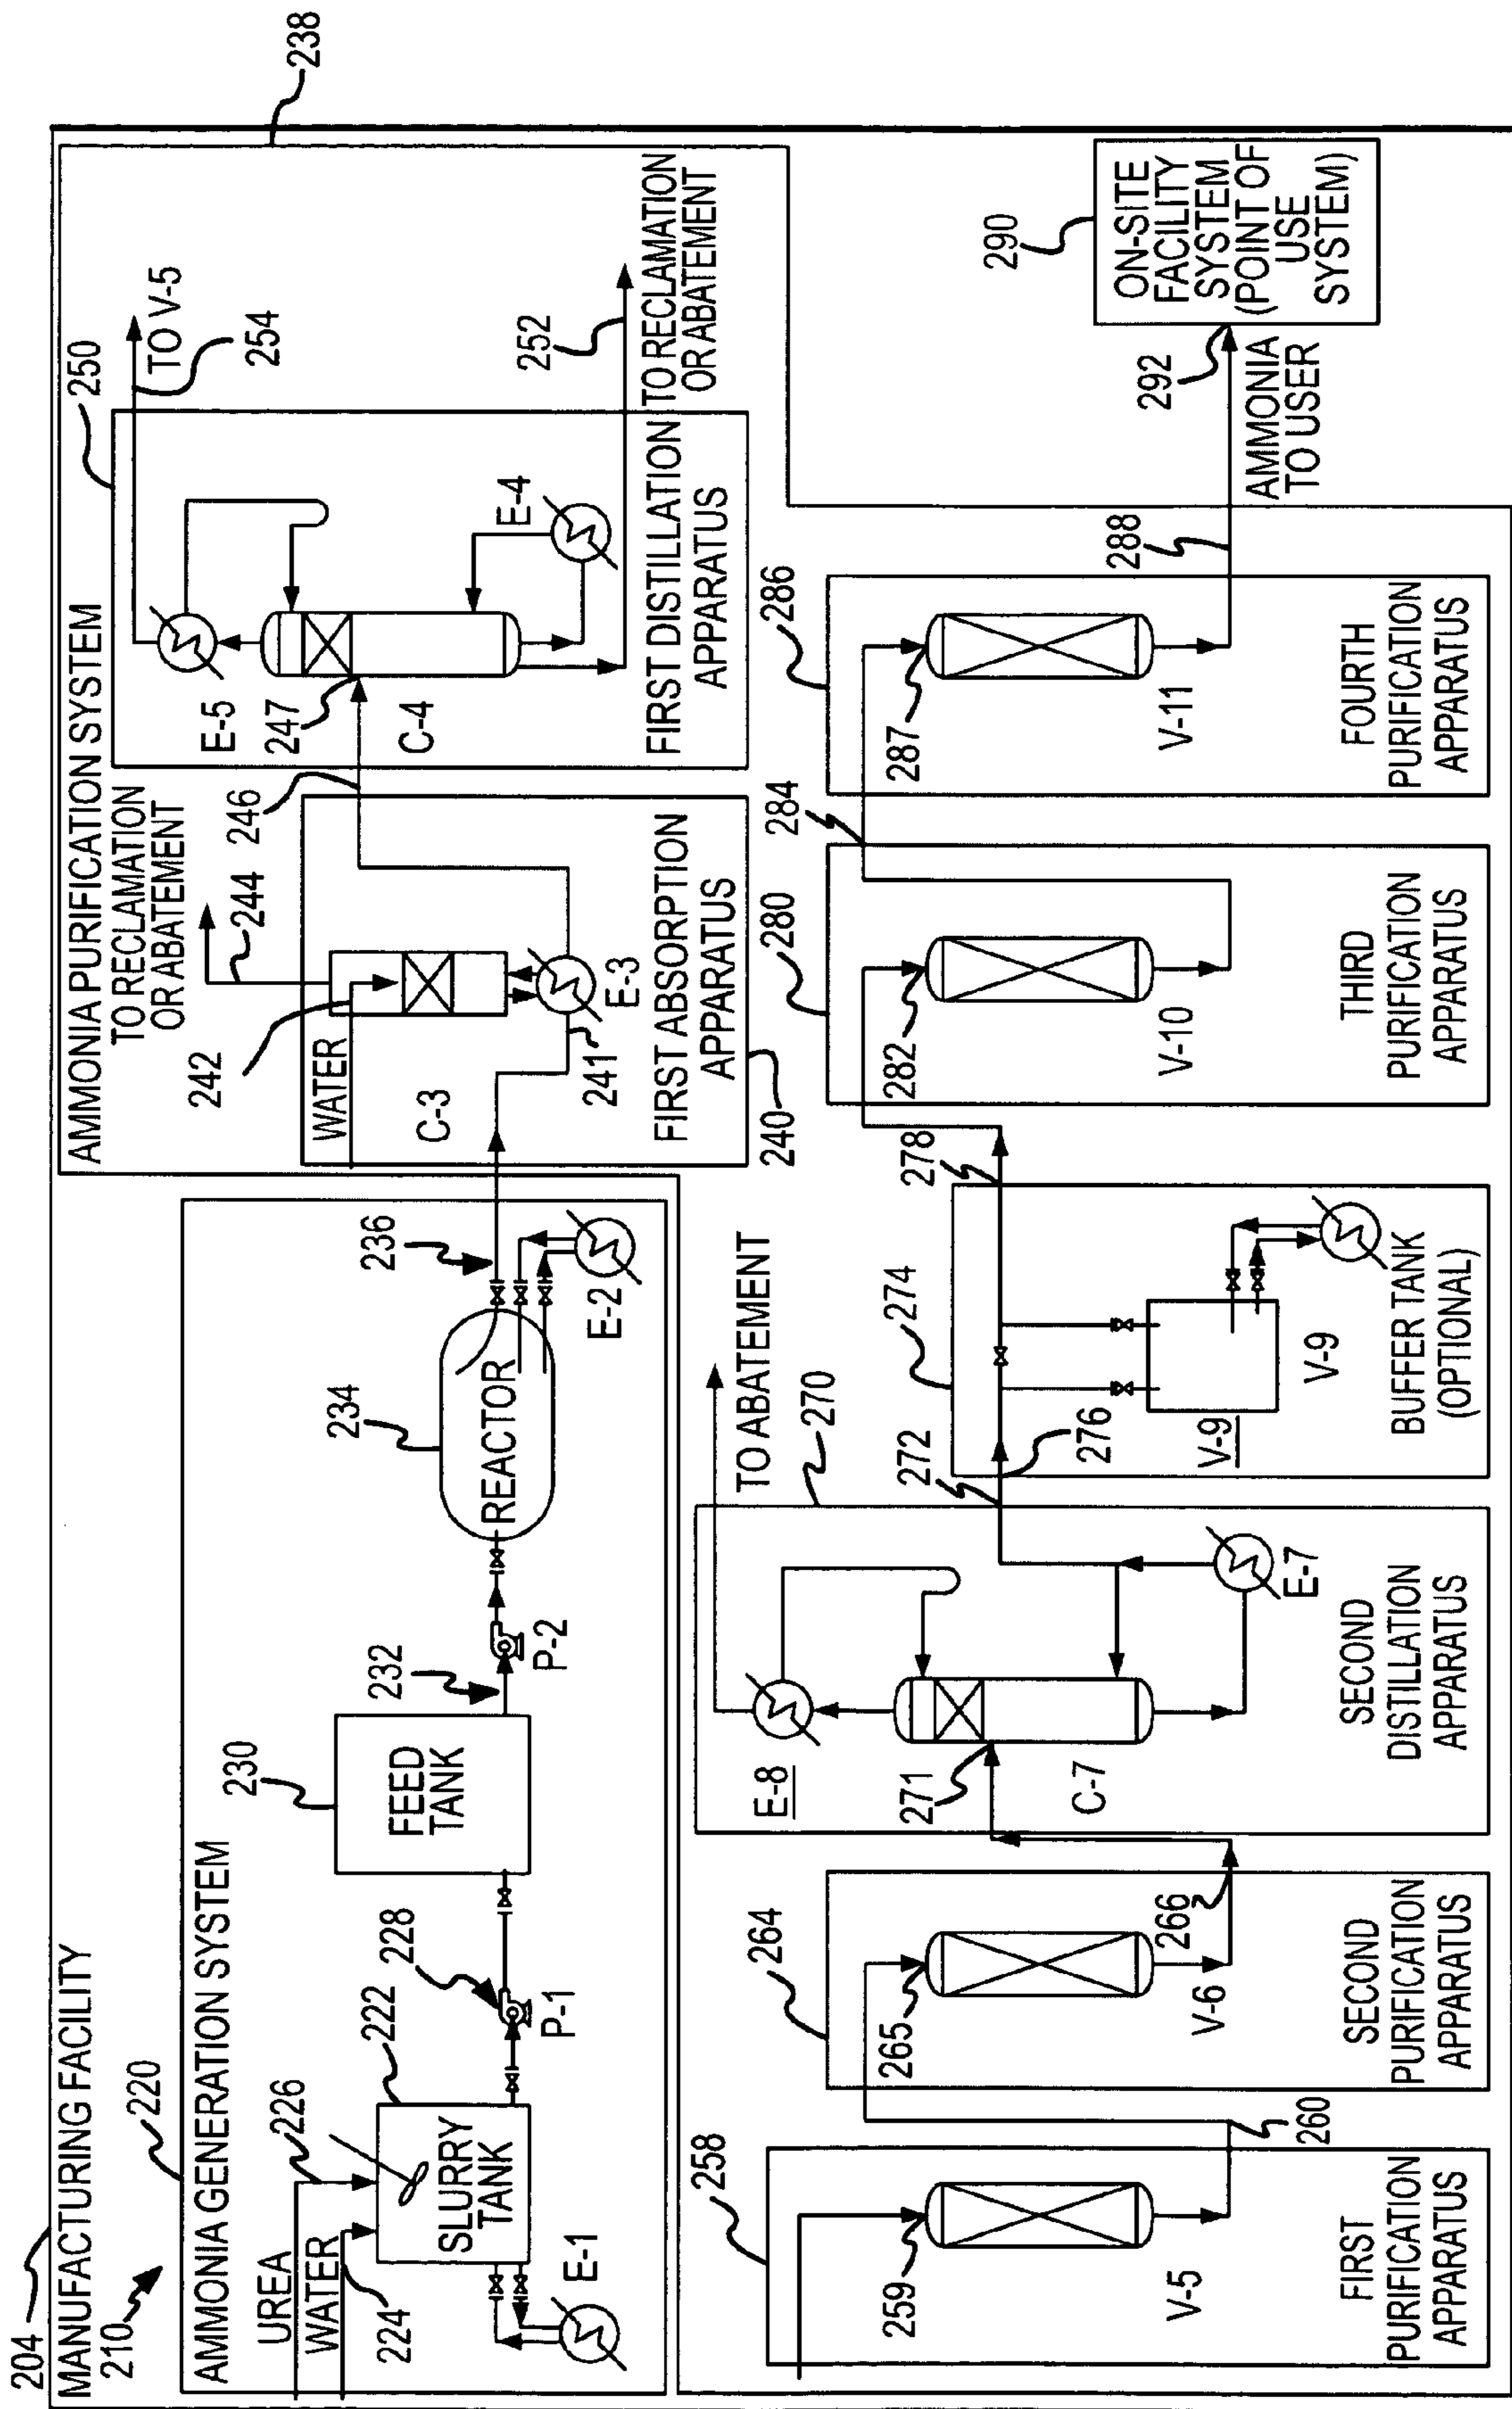 204
MANUFACTURING FACILITY
210
220
AMMONIA GENERATION SYSTEM
UREA
WATER
226
224
222
SLURRY
TANK
E-1
228
P-1
230
FEED
TANK
232
P-2
234
REACTOR
236
E-2
AMMONIA PURIFICATION SYSTEM
238
TO RECLAMATION
OR ABATEMENT
244
242
WATER
C-3
241
E-3
FIRST ABSORPTION
APPARATUS
240
246
250
TO V-5
254
E-5
247
C-4
E-4
252
TO RECLAMATION
OR ABATEMENT
FIRST DISTILLATION
APPARATUS
258
259
V-5
FIRST
PURIFICATION
APPARATUS
260
264
265
V-6
266
SECOND
PURIFICATION
APPARATUS
TO ABATEMENT
270
E-8
271
C-7
E-7
SECOND
DISTILLATION
APPARATUS
272
274
276
V-9
V-9
BUFFER TANK
(OPTIONAL)
278
280
282
V-10
THIRD
PURIFICATION
APPARATUS
284
286
287
V-11
FOURTH
PURIFICATION
APPARATUS
288
AMMONIA
TO USER
292
290
ON-SITE
FACILITY
SYSTEM
(POINT OF
USE
SYSTEM)